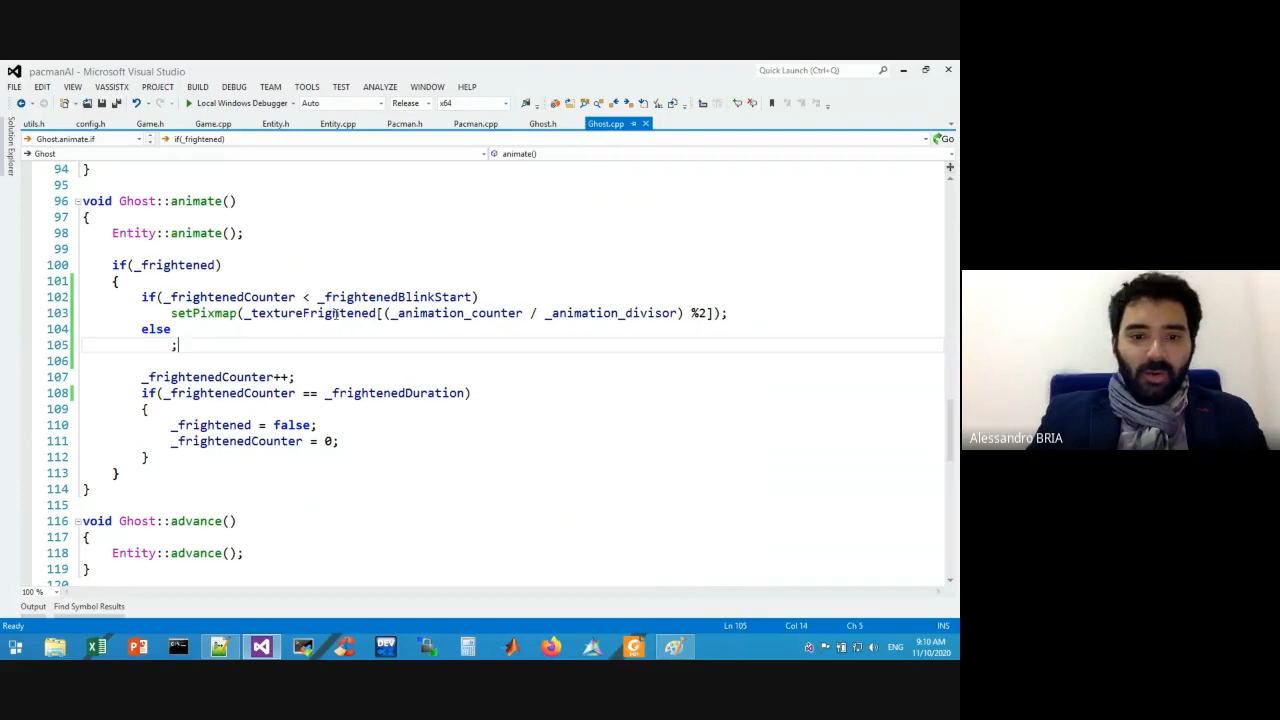 pacmanAI - Microsoft Visual Studio
Quick Launch (Ctrl+Q)
FILE EDIT VIEW VASSISTX PROJECT BUILD DEBUG TEAM TOOLS TEST ANALYZE WINDOW HELP
Local Windows Debugger Auto Release x64
utils.h config.h Game.h Game.cpp Entity.h Entity.cpp Pacman.h Pacman.cpp Ghost.h Ghost.cpp
Ghost.animate.if if(_frightened) Go
Ghost animate()
Solution Explorer
94 }
95
96 void Ghost::animate()
97 {
98 Entity::animate();
99
100 if(_frightened)
101 {
102 if(_frightenedCounter < _frightenedBlinkStart)
103 setPixmap(_textureFrightened[(_animation_counter / _animation_divisor) %2]);
104 else
105 ;
106
107 _frightenedCounter++;
108 if(_frightenedCounter == _frightenedDuration)
109 {
110 _frightened = false;
111 _frightenedCounter = 0;
112 }
113 }
114 }
115
116 void Ghost::advance()
117 {
118 Entity::advance();
119 }
120
100 %
Output Find Symbol Results
Ready Ln 105 Col 14 Ch 5 INS
DEV
ENG
9:10 AM
11/10/2020
Alessandro BRIA